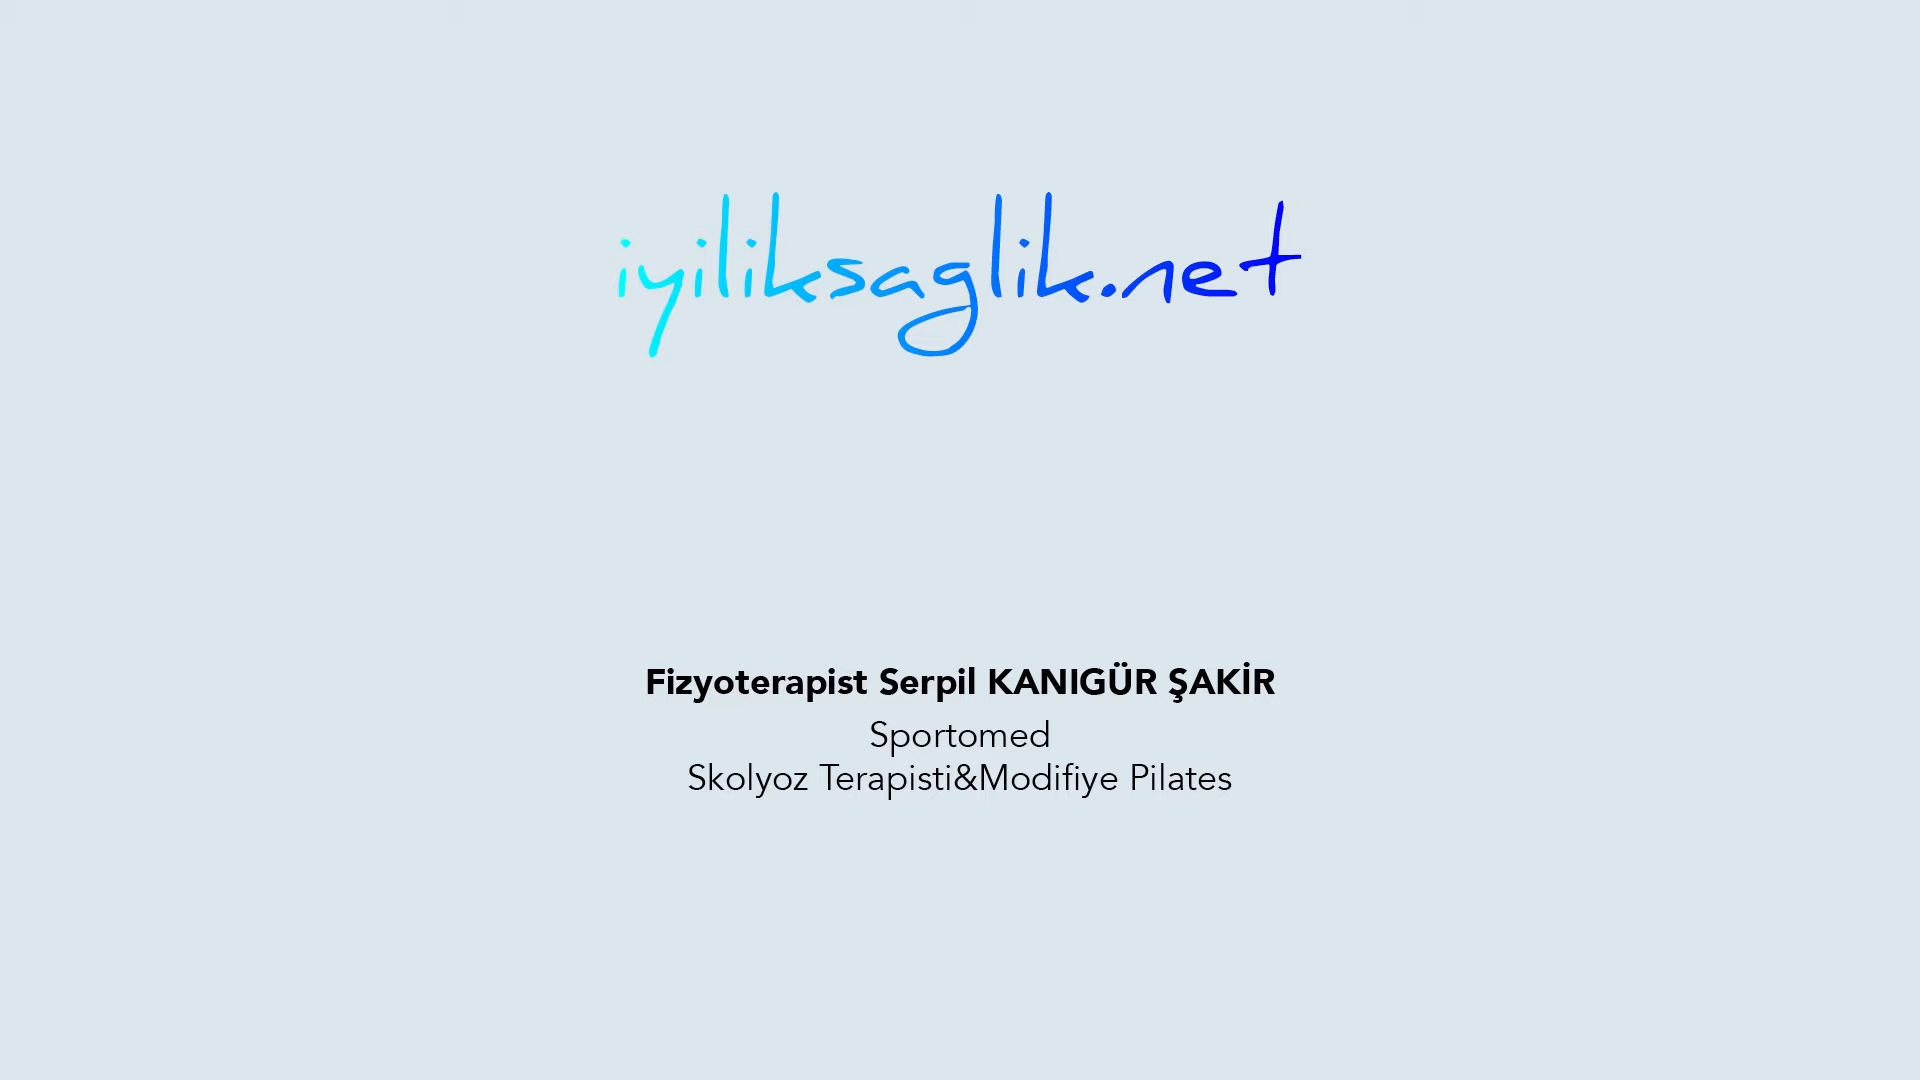 iyiliksaglik.net
Fizyoterapist Serpil KANIGÜR ŞAKİR
Sportomed
Skolyoz Terapisti&Modifiye Pilates